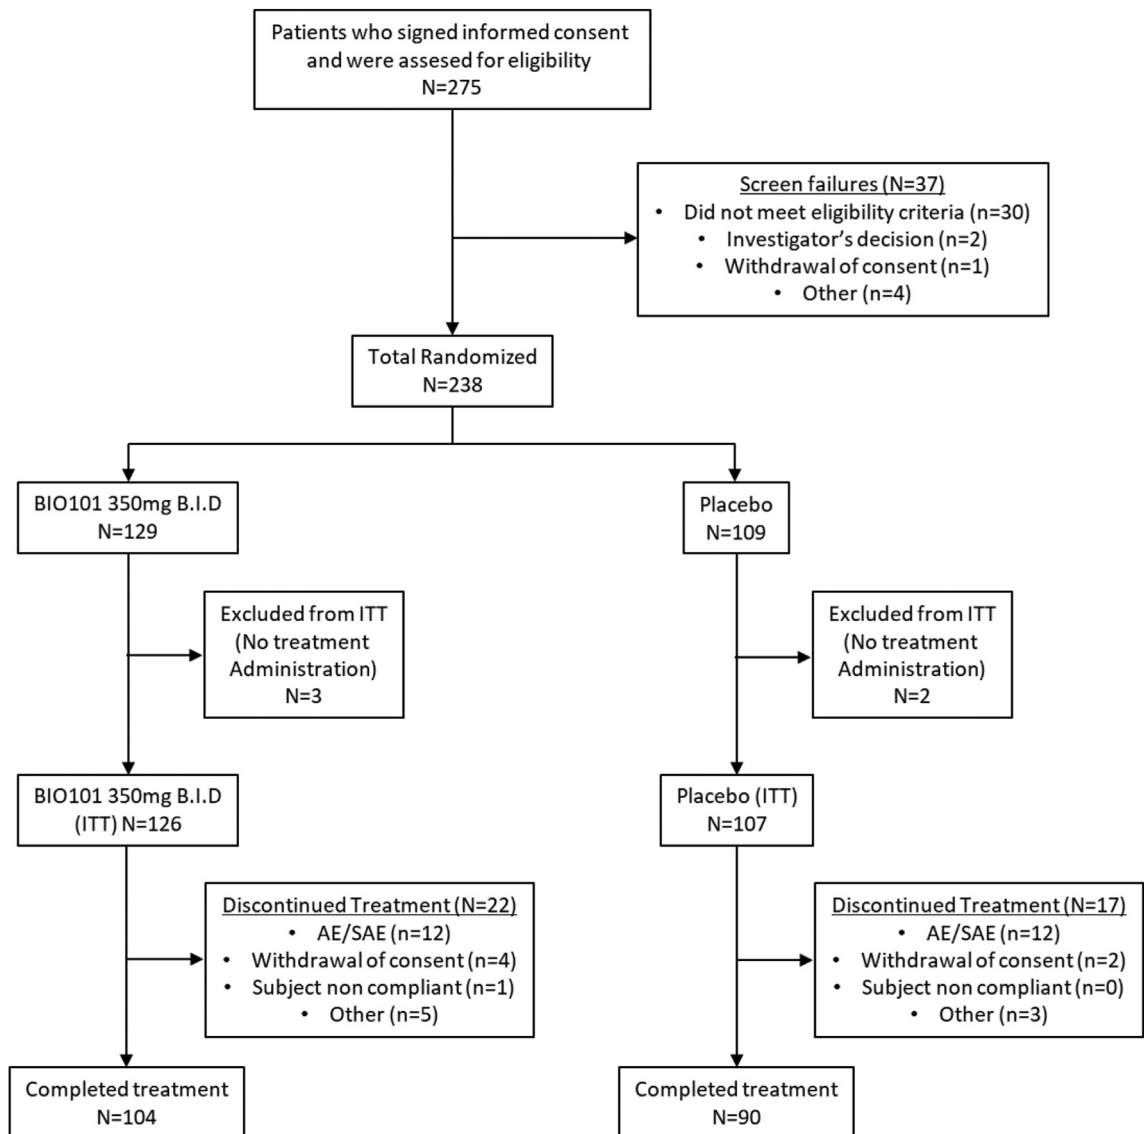 Patients who signed informed consent
and were assesed for eligibility
N=275
Screen failures (N=37)
• Did not meet eligibility criteria (n=30)
• Investigator’s decision (n=2)
• Withdrawal of consent (n=1)
• Other (n=4)
Total Randomized
N=238
BIO101 350mg B.I.D
N=129
Placebo
N=109
Excluded from ITT
(No treatment
Administration)
N=3
Excluded from ITT
(No treatment
Administration)
N=2
BIO101 350mg B.I.D
(ITT) N=126
Placebo (ITT)
N=107
Discontinued Treatment (N=22)
• AE/SAE (n=12)
• Withdrawal of consent (n=4)
• Subject non compliant (n=1)
• Other (n=5)
Discontinued Treatment (N=17)
• AE/SAE (n=12)
• Withdrawal of consent (n=2)
• Subject non compliant (n=0)
• Other (n=3)
Completed treatment
N=104
Completed treatment
N=90